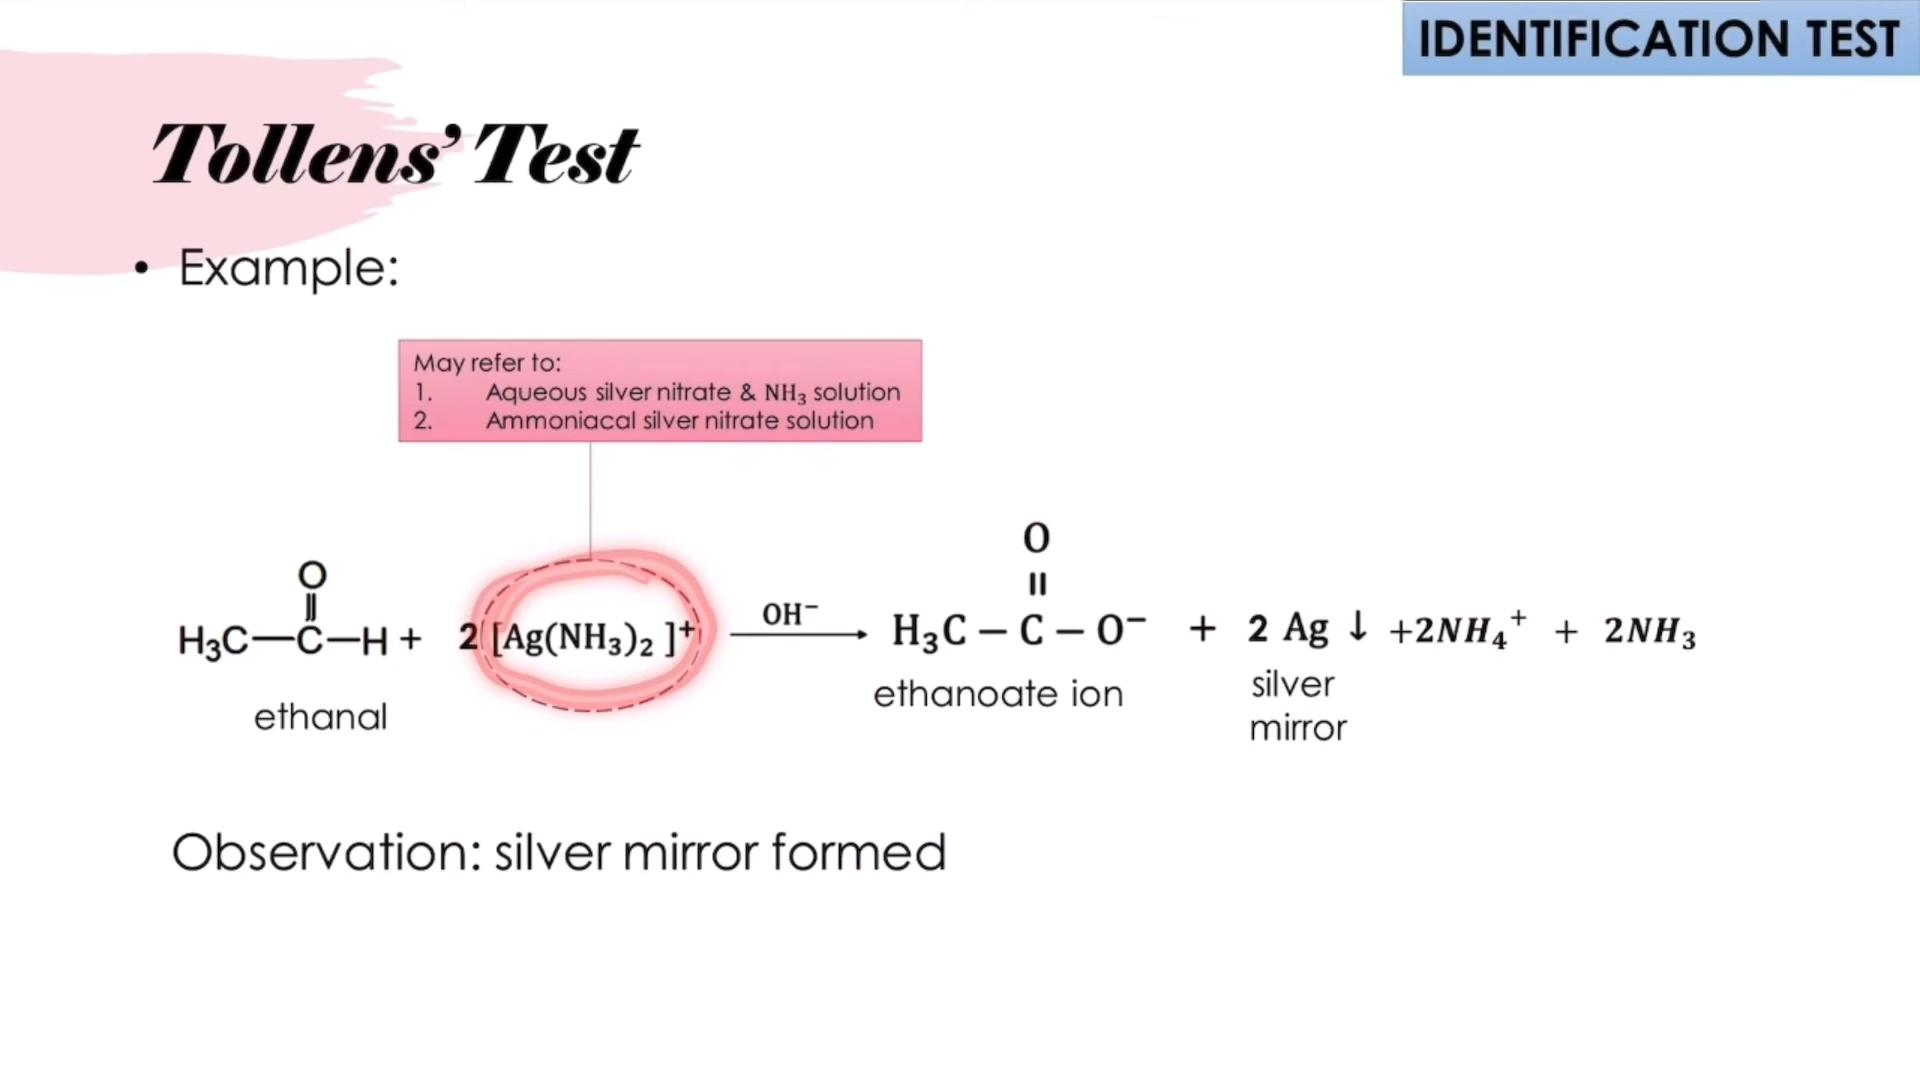 IDENTIFICATION TEST
Tollens' Test
• Example:
May refer to:
1. Aqueous silver nitrate & NH₃ solution
2. Ammoniacal silver nitrate solution
O
||
H₃C—C—H + 2 [Ag(NH₃)₂ ]⁺
OH⁻
O
||
H₃C – C – O⁻ + 2 Ag ↓ +2NH₄⁺ + 2NH₃
ethanal
ethanoate ion
silver
mirror
Observation: silver mirror formed